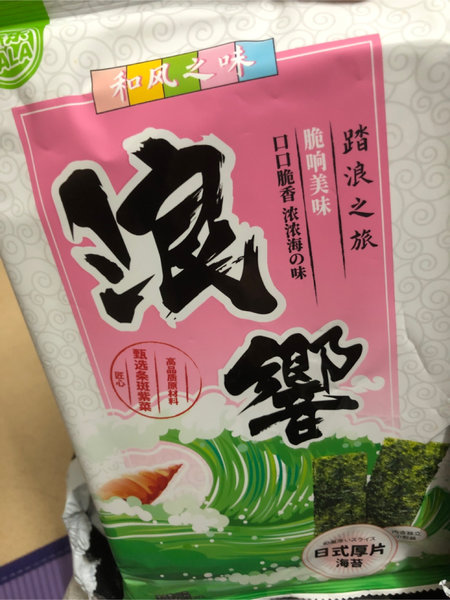 ALA
和风之味
踏浪之旅
脆响美味
口口脆香 浓浓海の味
浪
響
高品质原材料
甄选条斑紫菜
匠心
日式厚片
海苔